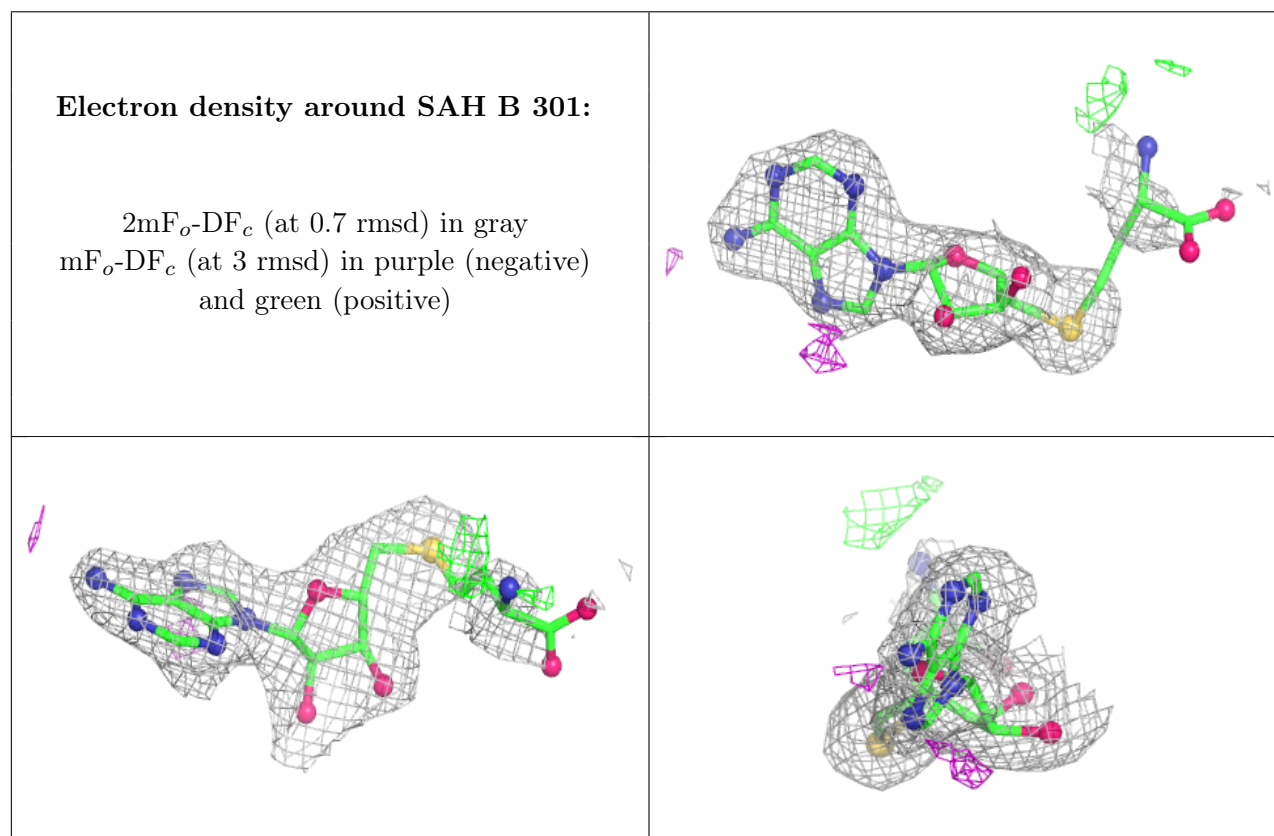 Electron density around SAH B 301:
2mFo-DFc (at 0.7 rmsd) in gray
mFo-DFc (at 3 rmsd) in purple (negative)
and green (positive)